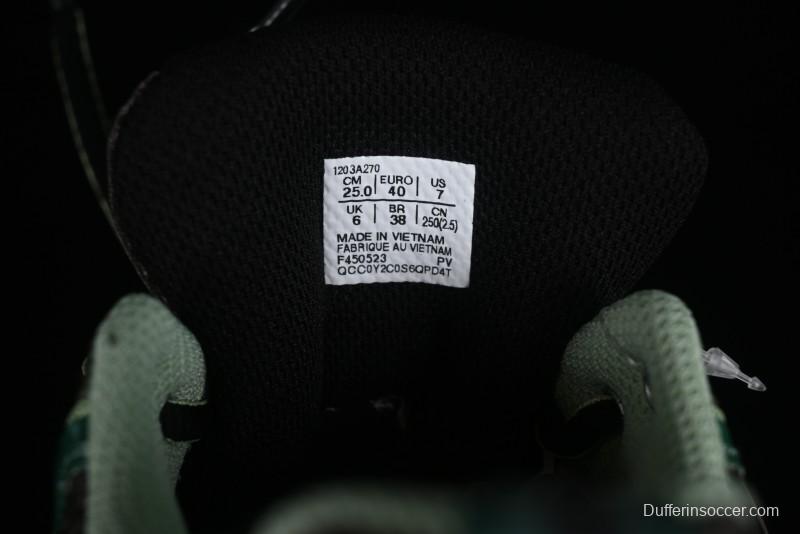 1203A270
CM | EURO | US
25.0 | 40 | 7
UK | BR | CN
6 | 38 | 250(2.5)
MADE IN VIETNAM
FABRIQUE AU VIETNAM
F450523 PV
QCC0Y2C0S6QPD4T
Dufferinsoccer.com